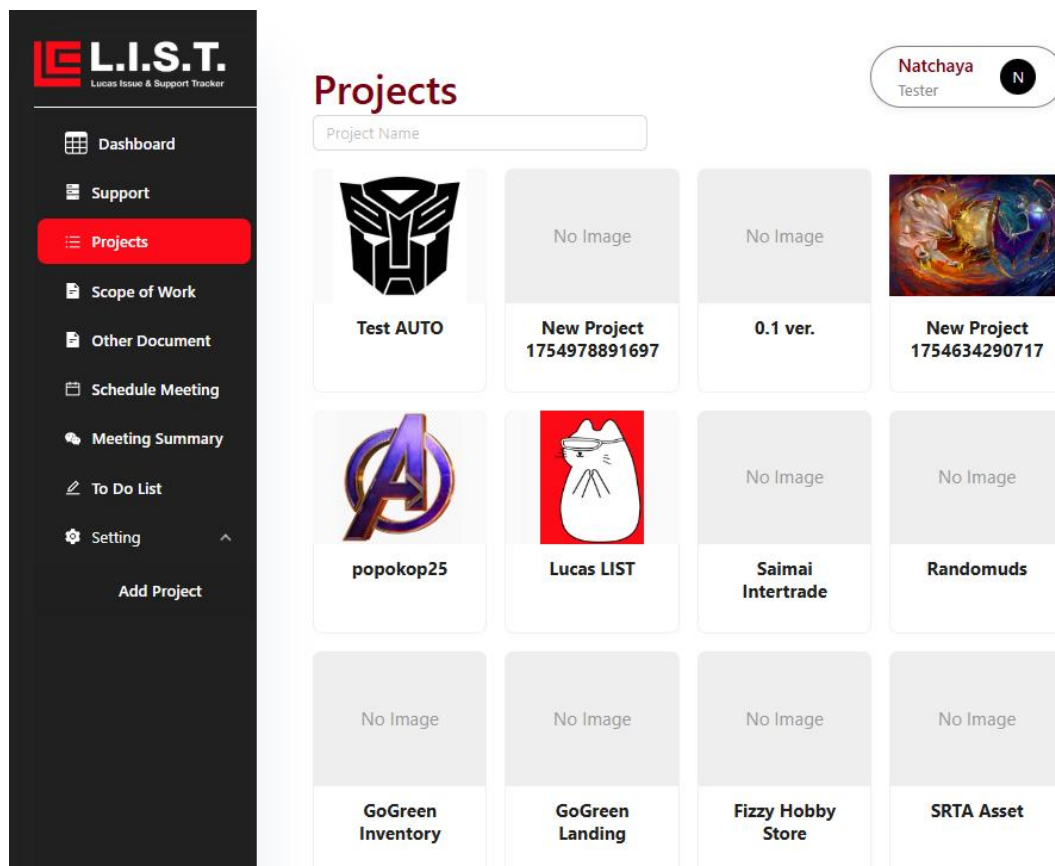 L.I.S.T.
Lucas Issue & Support Tracker
Dashboard
Support
Projects
Scope of Work
Other Document
Schedule Meeting
Meeting Summary
To Do List
Setting
Add Project
Projects
Natchaya
Tester
N
Project Name
No Image
No Image
Test AUTO
New Project
1754978891697
0.1 ver.
New Project
1754634290717
No Image
No Image
popokop25
Lucas LIST
Saimai
Intertrade
Randomuds
No Image
No Image
No Image
No Image
GoGreen
Inventory
GoGreen
Landing
Fizzy Hobby
Store
SRTA Asset